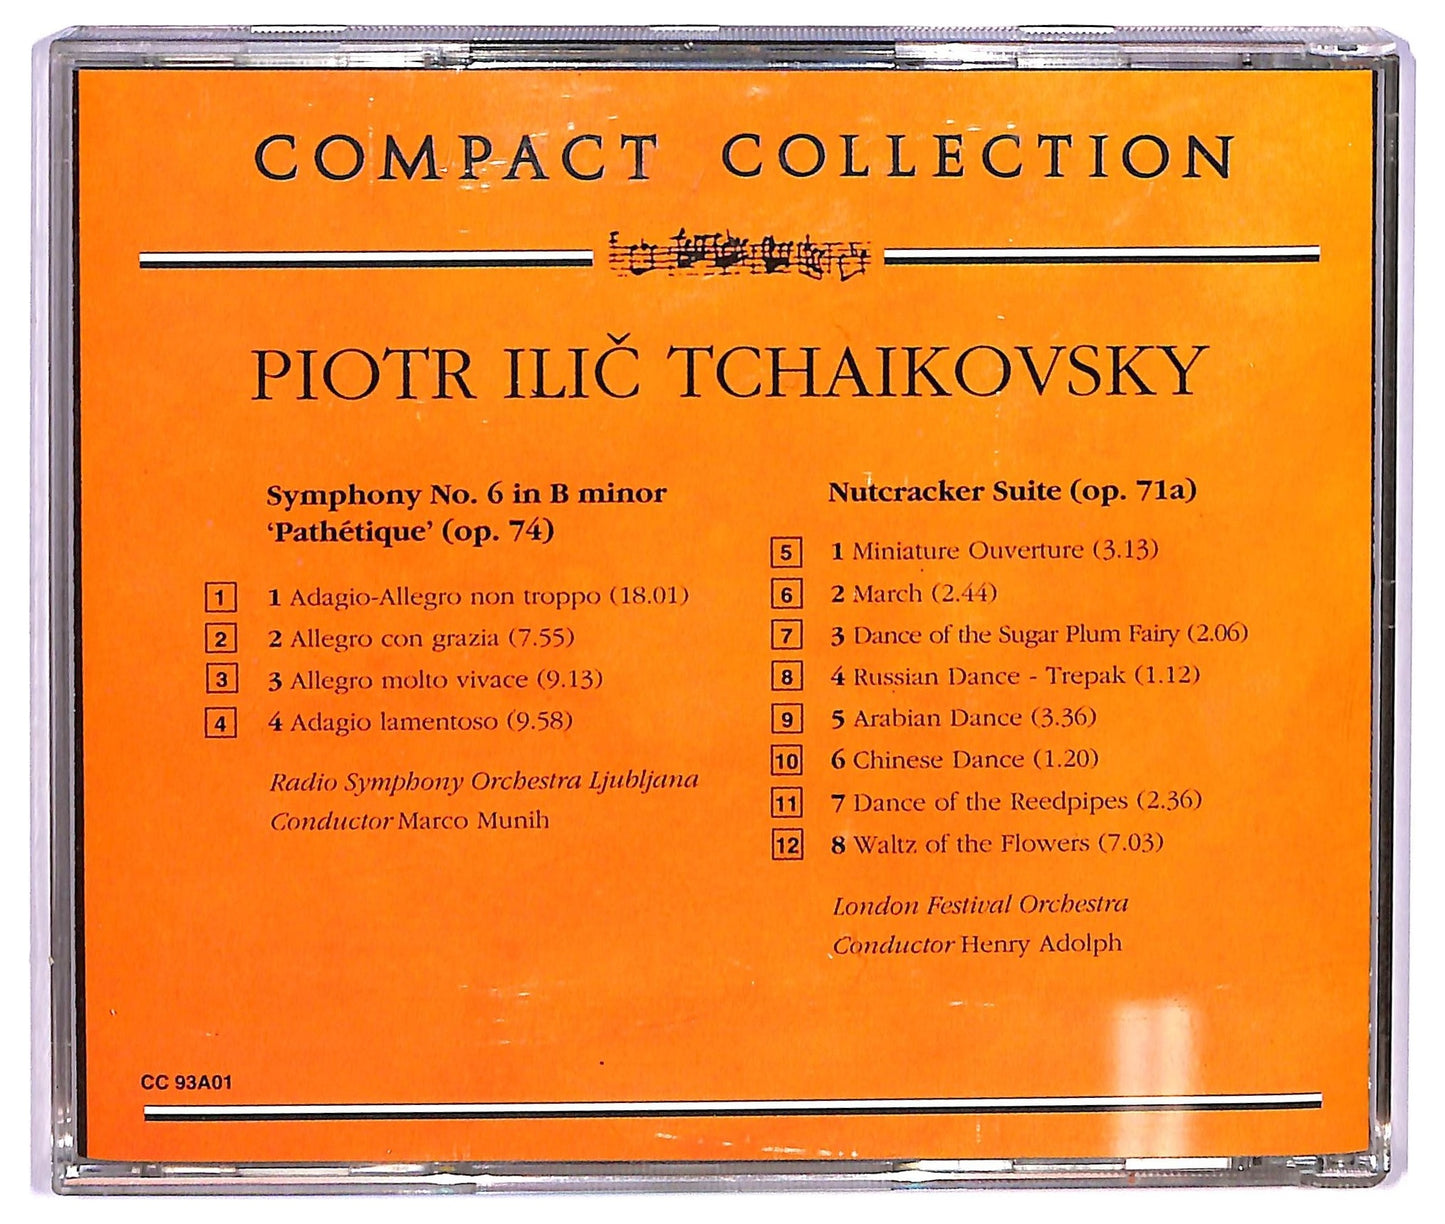 COMPACT COLLECTION
PIOTR ILIČ TCHAIKOVSKY
Symphony No. 6 in B minor
'Pathétique' (op. 74)
1 1 Adagio-Allegro non troppo (18.01)
2 2 Allegro con grazia (7.55)
3 3 Allegro molto vivace (9.13)
4 4 Adagio lamentoso (9.58)
Radio Symphony Orchestra Ljubljana
Conductor Marco Munih
Nutcracker Suite (op. 71a)
5 1 Miniature Ouverture (3.13)
6 2 March (2.44)
7 3 Dance of the Sugar Plum Fairy (2.06)
8 4 Russian Dance - Trepak (1.12)
9 5 Arabian Dance (3.36)
10 6 Chinese Dance (1.20)
11 7 Dance of the Reedpipes (2.36)
12 8 Waltz of the Flowers (7.03)
London Festival Orchestra
Conductor Henry Adolph
CC 93A01